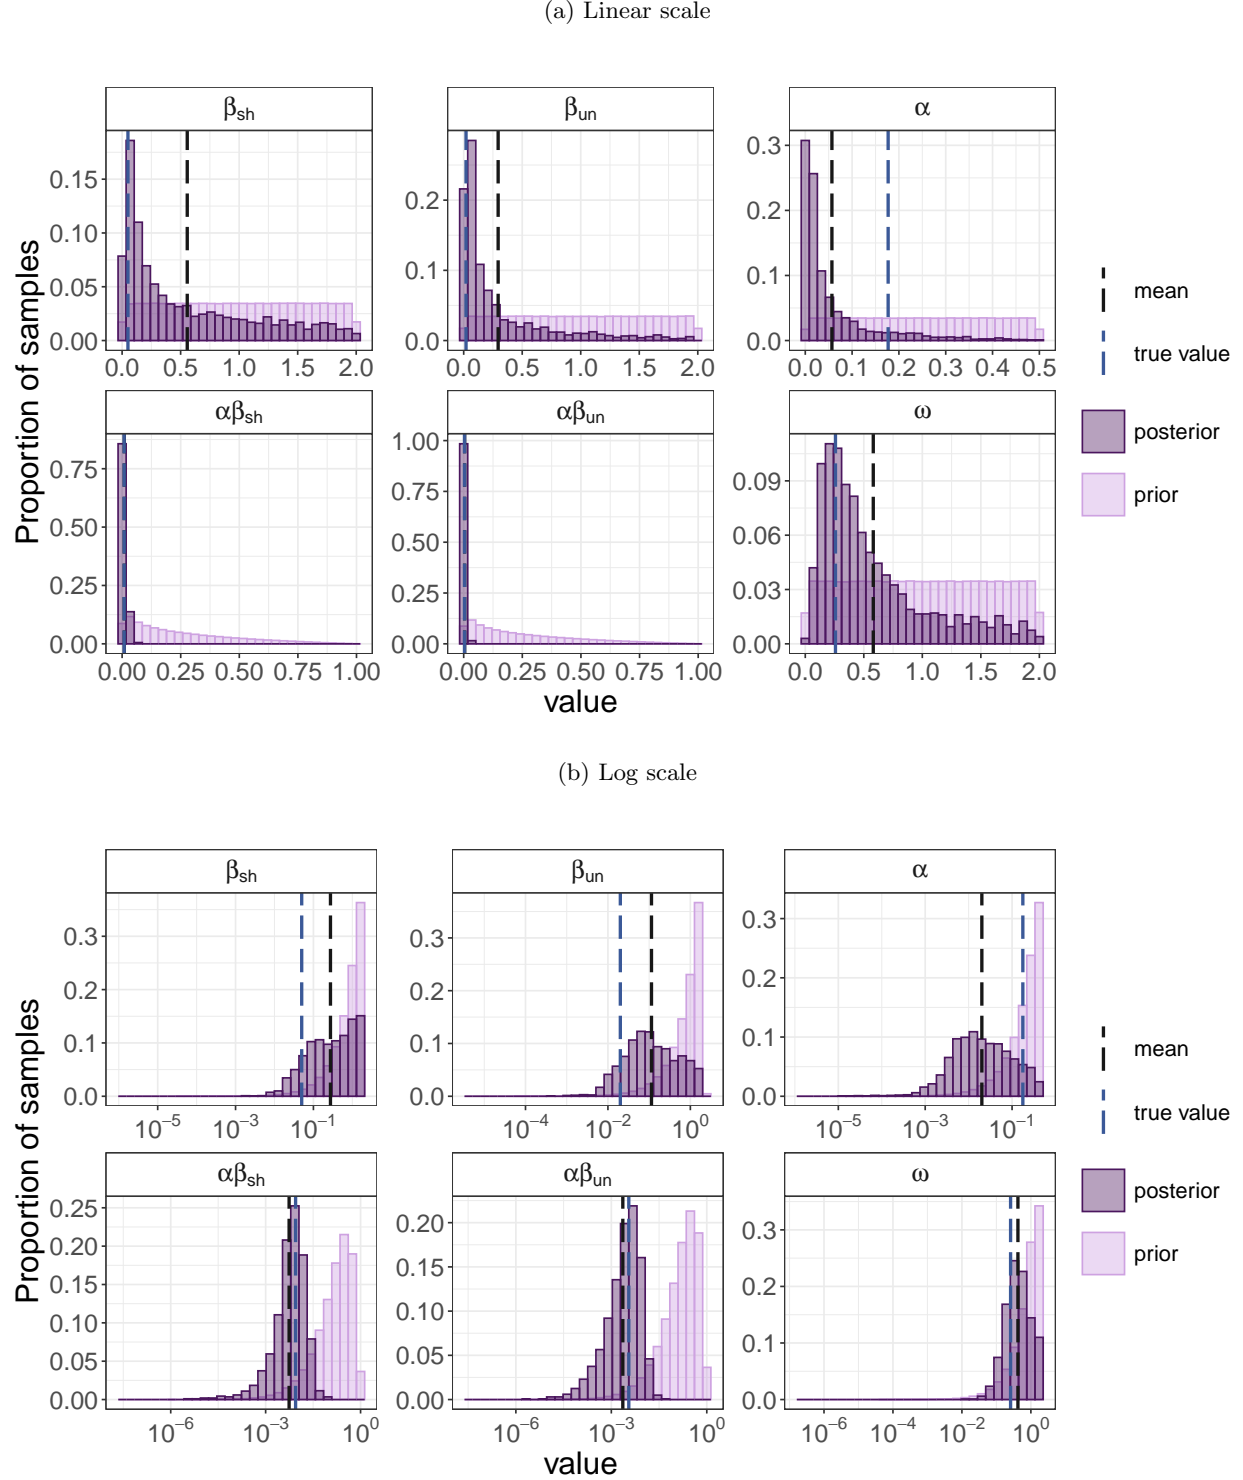 (a) Linear scale
βsh βun α
0.15 0.2 0.3
0.10 0.1 0.2
0.05 0.0 0.1
0.00 0.0
0.0 0.5 1.0 1.5 2.0 0.0 0.5 1.0 1.5 2.0 0.0 0.1 0.2 0.3 0.4 0.5
αβsh αβun ω
0.75 1.00 0.09
0.50 0.75 0.06
0.25 0.50 0.03
0.00 0.25 0.00
0.00
0.00 0.25 0.50 0.75 1.00 0.00 0.25 0.50 0.75 1.00 0.0 0.5 1.0 1.5 2.0
Proportion of samples
value
mean
true value
posterior
prior
(b) Log scale
βsh βun α
0.3 0.3 0.3
0.2 0.2 0.2
0.1 0.1 0.1
0.0 0.0 0.0
10⁻⁵ 10⁻³ 10⁻¹ 10⁻⁴ 10⁻² 10⁰ 10⁻⁵ 10⁻³ 10⁻¹
αβsh αβun ω
0.25 0.20 0.3
0.20 0.15 0.2
0.15 0.10 0.1
0.10 0.05 0.0
0.05 0.00
0.00
10⁻⁶ 10⁻³ 10⁰ 10⁻⁶ 10⁻³ 10⁰ 10⁻⁶ 10⁻⁴ 10⁻² 10⁰
Proportion of samples
value
mean
true value
posterior
prior